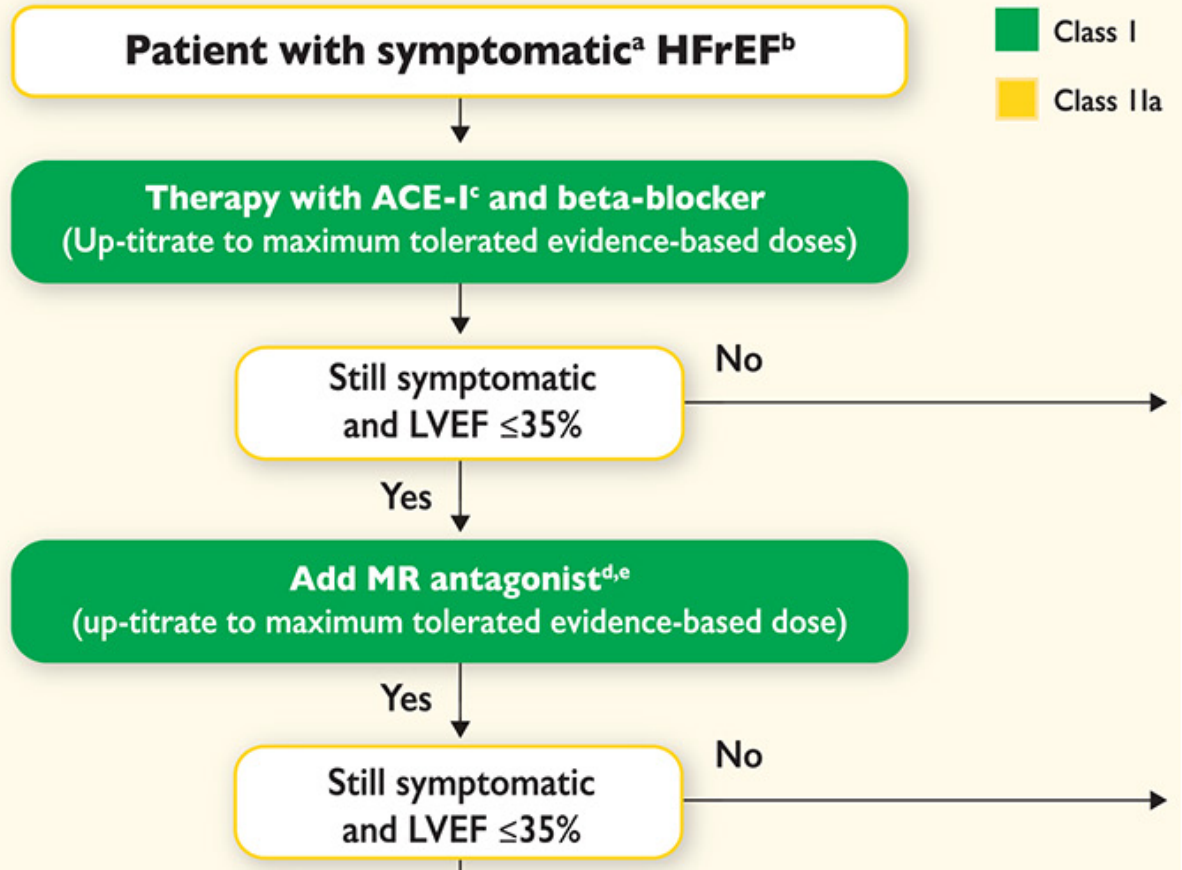 Patient with symptomaticᵃ HFrEFᵇ
Class I
Class IIa
Therapy with ACE-Iᶜ and beta-blocker
(Up-titrate to maximum tolerated evidence-based doses)
Still symptomatic
and LVEF ≤35%
No
Yes
Add MR antagonistᵈ,ᵉ
(up-titrate to maximum tolerated evidence-based dose)
Yes
Still symptomatic
and LVEF ≤35%
No